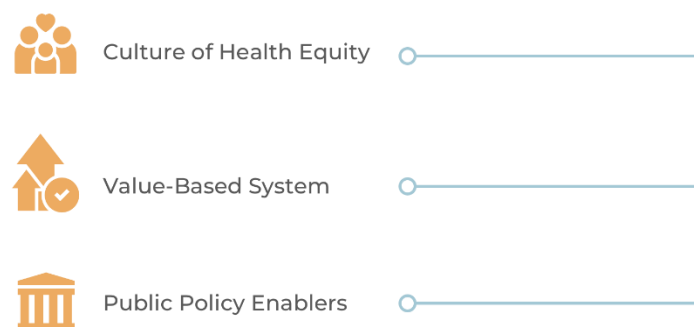 Culture of Health Equity
Value-Based System
Public Policy Enablers